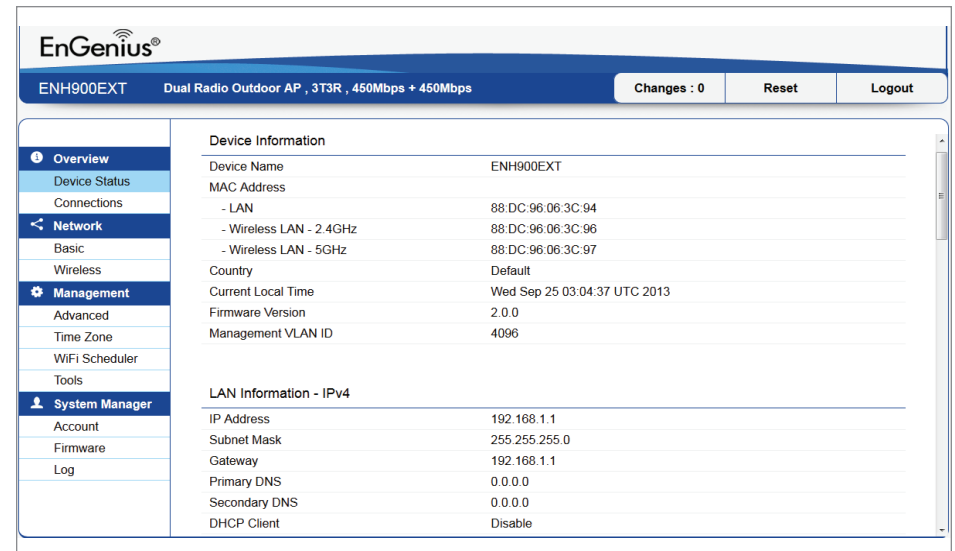 EnGenius®
ENH900EXT Dual Radio Outdoor AP , 3T3R , 450Mbps + 450Mbps Changes : 0 Reset Logout
Overview
Device Status
Connections
Network
Basic
Wireless
Management
Advanced
Time Zone
WiFi Scheduler
Tools
System Manager
Account
Firmware
Log
Device Information
Device Name ENH900EXT
MAC Address
- LAN 88:DC:96:06:3C:94
- Wireless LAN - 2.4GHz 88:DC:96:06:3C:96
- Wireless LAN - 5GHz 88:DC:96:06:3C:97
Country Default
Current Local Time Wed Sep 25 03:04:37 UTC 2013
Firmware Version 2.0.0
Management VLAN ID 4096
LAN Information - IPv4
IP Address 192.168.1.1
Subnet Mask 255.255.255.0
Gateway 192.168.1.1
Primary DNS 0.0.0.0
Secondary DNS 0.0.0.0
DHCP Client Disable